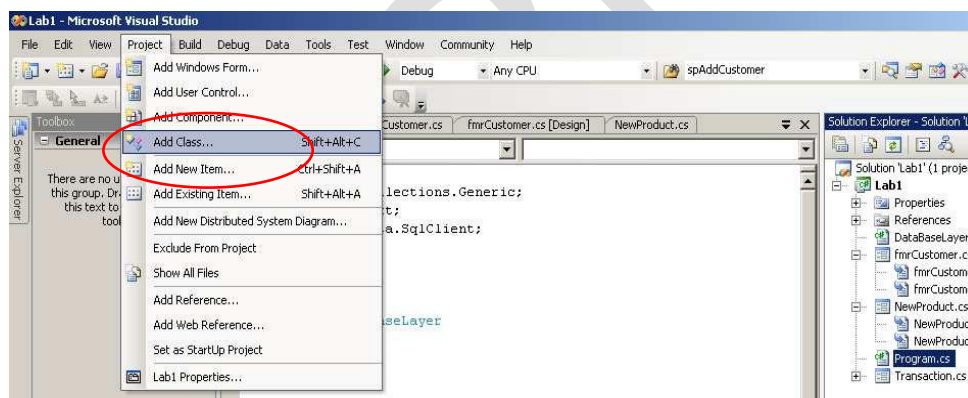 Lab1 - Microsoft Visual Studio
File Edit View Project Build Debug Data Tools Test Window Community Help
Debug Any CPU spAddCustomer
Add Windows Form...
Add User Control...
Add Component...
Add Class... Shift+Alt+C
Add New Item... Ctrl+Shift+A
Add Existing Item... Shift+Alt+A
Add New Distributed System Diagram...
Exclude From Project
Show All Files
Add Reference...
Add Web Reference...
Set as StartUp Project
Lab1 Properties...
Toolbox
General
There are no u
this group. Dr
this text to
tool
Server Explorer
Customer.cs fmrCustomer.cs [Design] NewProduct.cs
lections.Generic;
t;
a.SqlClient;
aseLayer
Solution Explorer - Solution 'L
Solution 'Lab1' (1 proje
Lab1
Properties
References
DataBaseLayer
fmrCustomer.c
fmrCustom
fmrCustom
NewProduct.cs
NewProduc
NewProduc
Program.cs
Transaction.cs